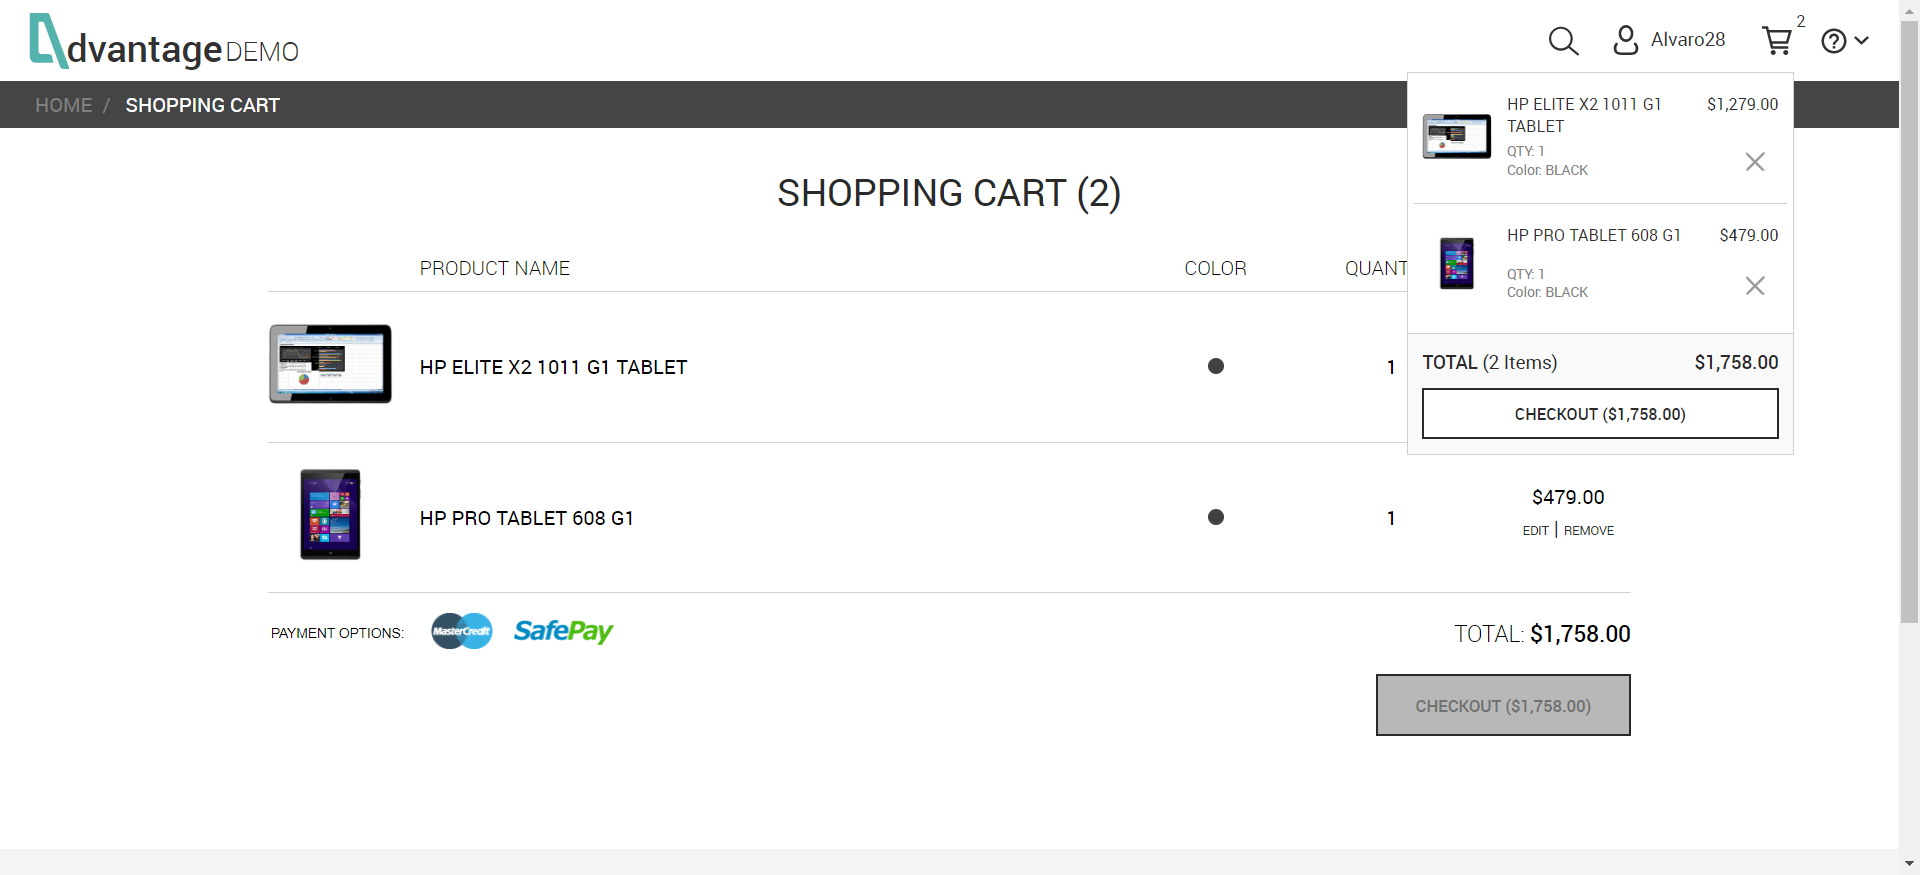 dvantage DEMO
Alvaro28
2
HOME / SHOPPING CART
HP ELITE X2 1011 G1 TABLET
$1,279.00
QTY: 1
Color: BLACK
HP PRO TABLET 608 G1
$479.00
QTY: 1
Color: BLACK
TOTAL (2 Items)
$1,758.00
CHECKOUT ($1,758.00)
SHOPPING CART (2)
PRODUCT NAME
COLOR
QUANT
HP ELITE X2 1011 G1 TABLET
1
HP PRO TABLET 608 G1
1
$479.00
EDIT | REMOVE
PAYMENT OPTIONS:
MasterCredit
SafePay
TOTAL: $1,758.00
CHECKOUT ($1,758.00)